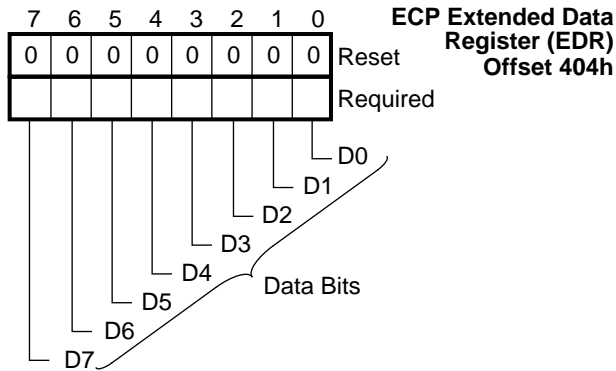 7 6 5 4 3 2 1 0
ECP Extended Data
Register (EDR)
Offset 404h
0 0 0 0 0 0 0 0 Reset
Required
D0
D1
D2
D3
D4
Data Bits
D5
D6
D7